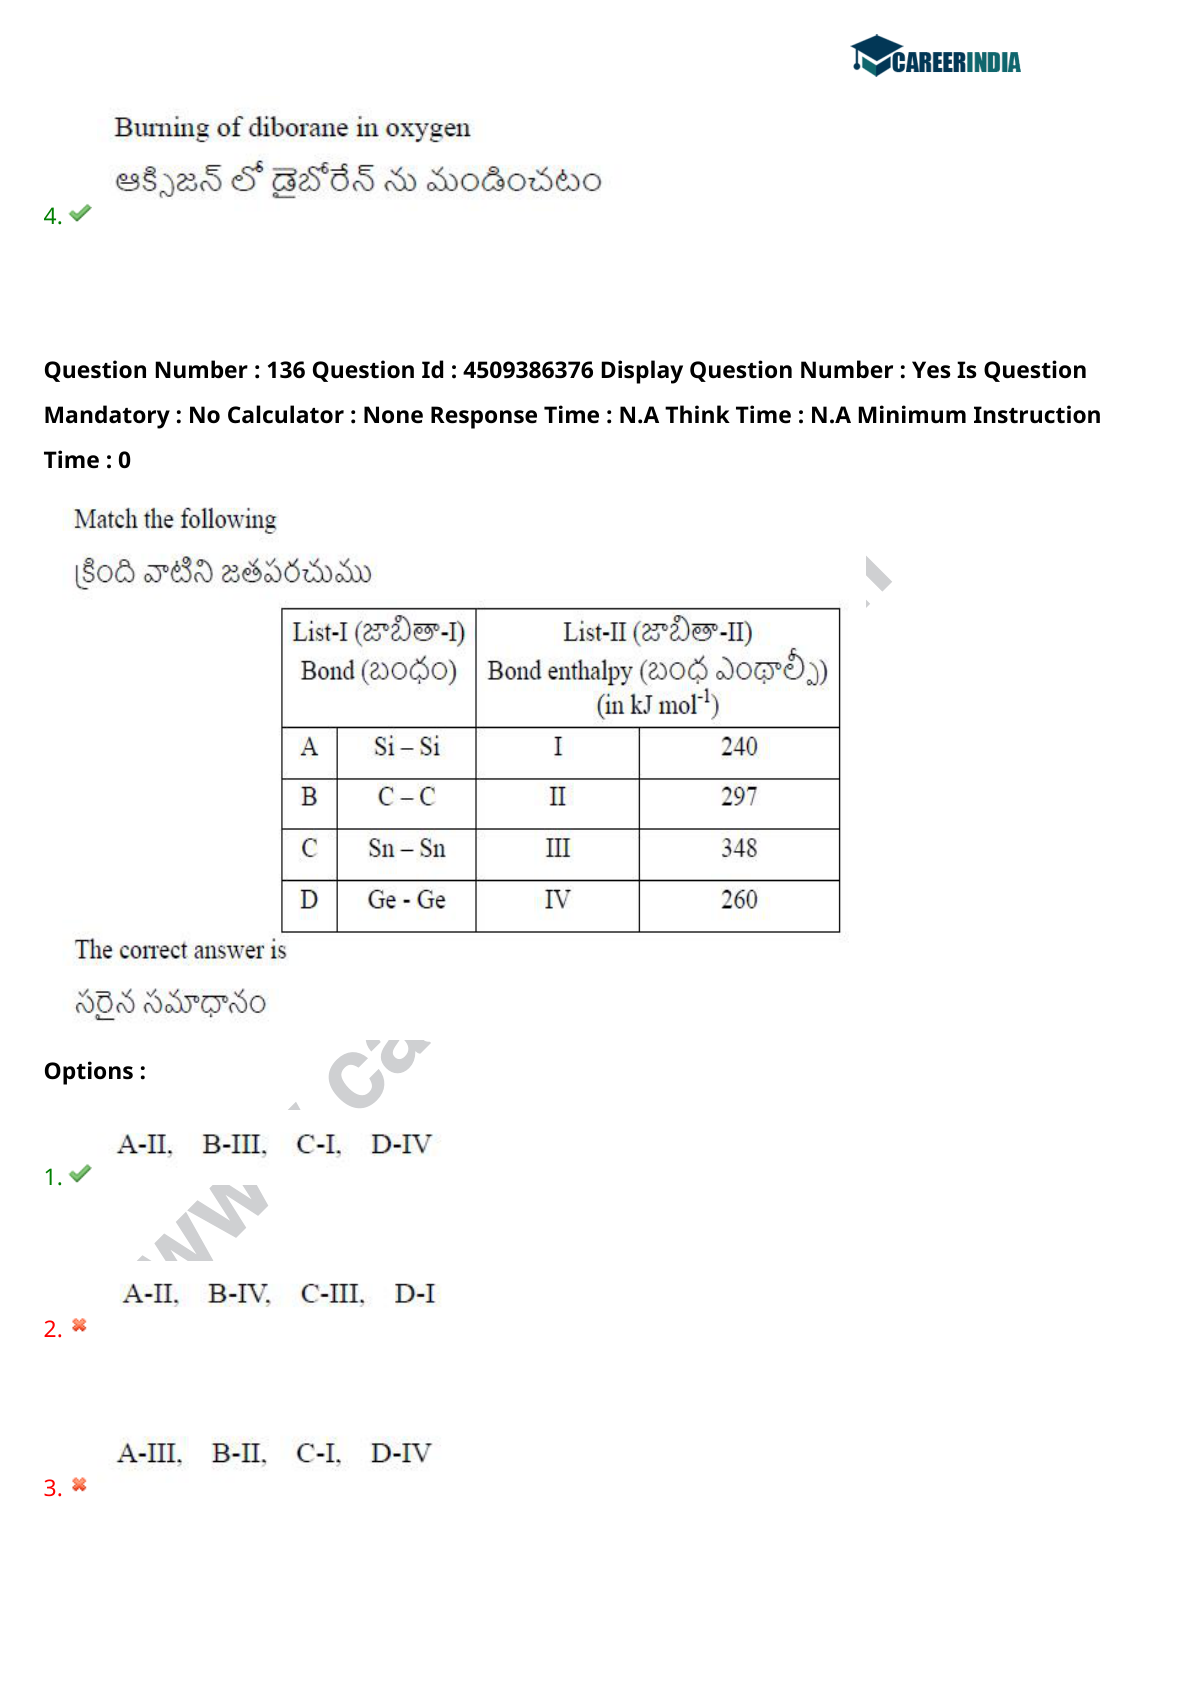 CAREERINDIA
Burning of diborane in oxygen
ఆక్సిజన్ లో డైబోరేన్ ను మండించటం
4.
Question Number : 136 Question Id : 4509386376 Display Question Number : Yes Is Question
Mandatory : No Calculator : None Response Time : N.A Think Time : N.A Minimum Instruction
Time : 0
Match the following
క్రింది వాటిని జతపరచుము
List-I (జాబితా-I) List-II (జాబితా-II)
Bond (బంధం) Bond enthalpy (బంధ ఎంథాల్పీ)
(in kJ mol-1)
A Si – Si I 240
B C – C II 297
C Sn – Sn III 348
D Ge - Ge IV 260
The correct answer is
సరైన సమాధానం
Options :
A-II, B-III, C-I, D-IV
1.
A-II, B-IV, C-III, D-I
2.
A-III, B-II, C-I, D-IV
3.